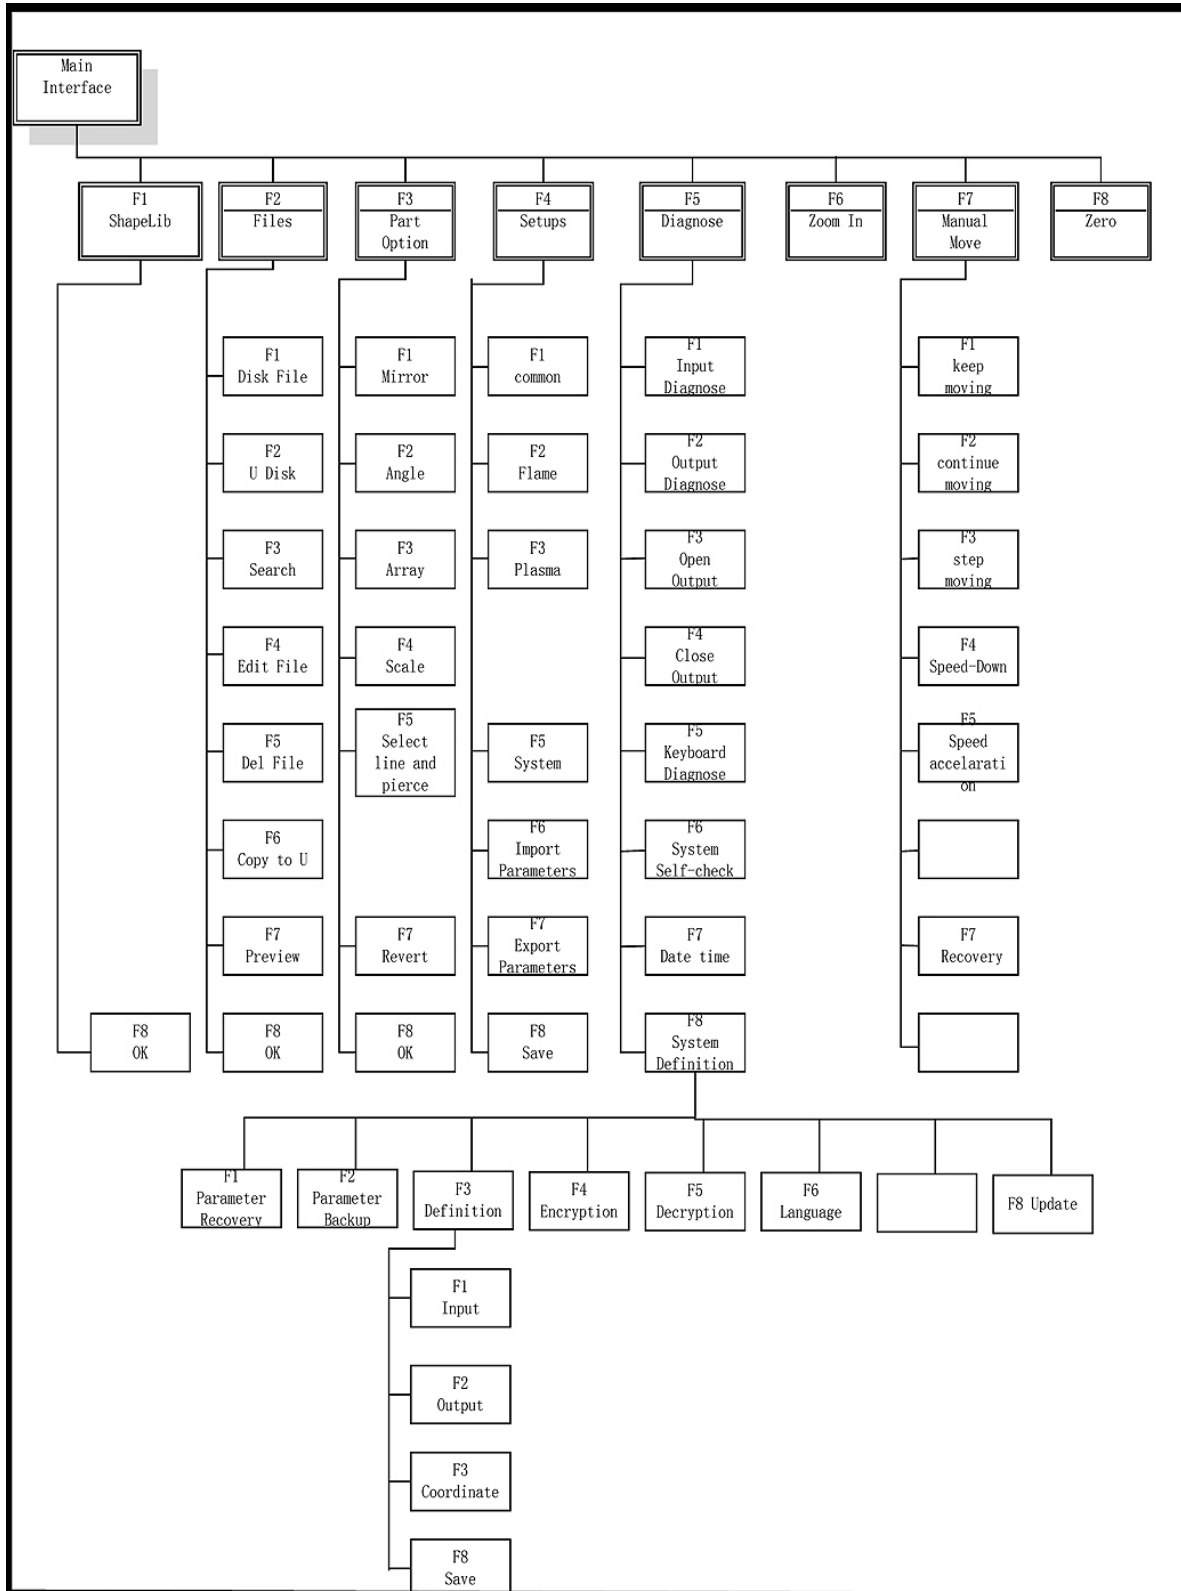 Main
Interface
F1
ShapeLib
F2
Files
F3
Part
Option
F4
Setups
F5
Diagnose
F6
Zoom In
F7
Manual
Move
F8
Zero
F8
OK
F1
Disk File
F2
U Disk
F3
Search
F4
Edit File
F5
Del File
F6
Copy to U
F7
Preview
F8
OK
F1
Mirror
F2
Angle
F3
Array
F4
Scale
F5
Select
line and
pierce
F7
Revert
F8
OK
F1
common
F2
Flame
F3
Plasma
F5
System
F6
Import
Parameters
F7
Export
Parameters
F8
Save
F1
Input
Diagnose
F2
Output
Diagnose
F3
Open
Output
F4
Close
Output
F5
Keyboard
Diagnose
F6
System
Self-check
F7
Date time
F8
System
Definition
F1
keep
moving
F2
continue
moving
F3
step
moving
F4
Speed-Down
F5
Speed
accelarati
on
F7
Recovery
F1
Parameter
Recovery
F2
Parameter
Backup
F3
Definition
F4
Encryption
F5
Decryption
F6
Language
F8 Update
F1
Input
F2
Output
F3
Coordinate
F8
Save